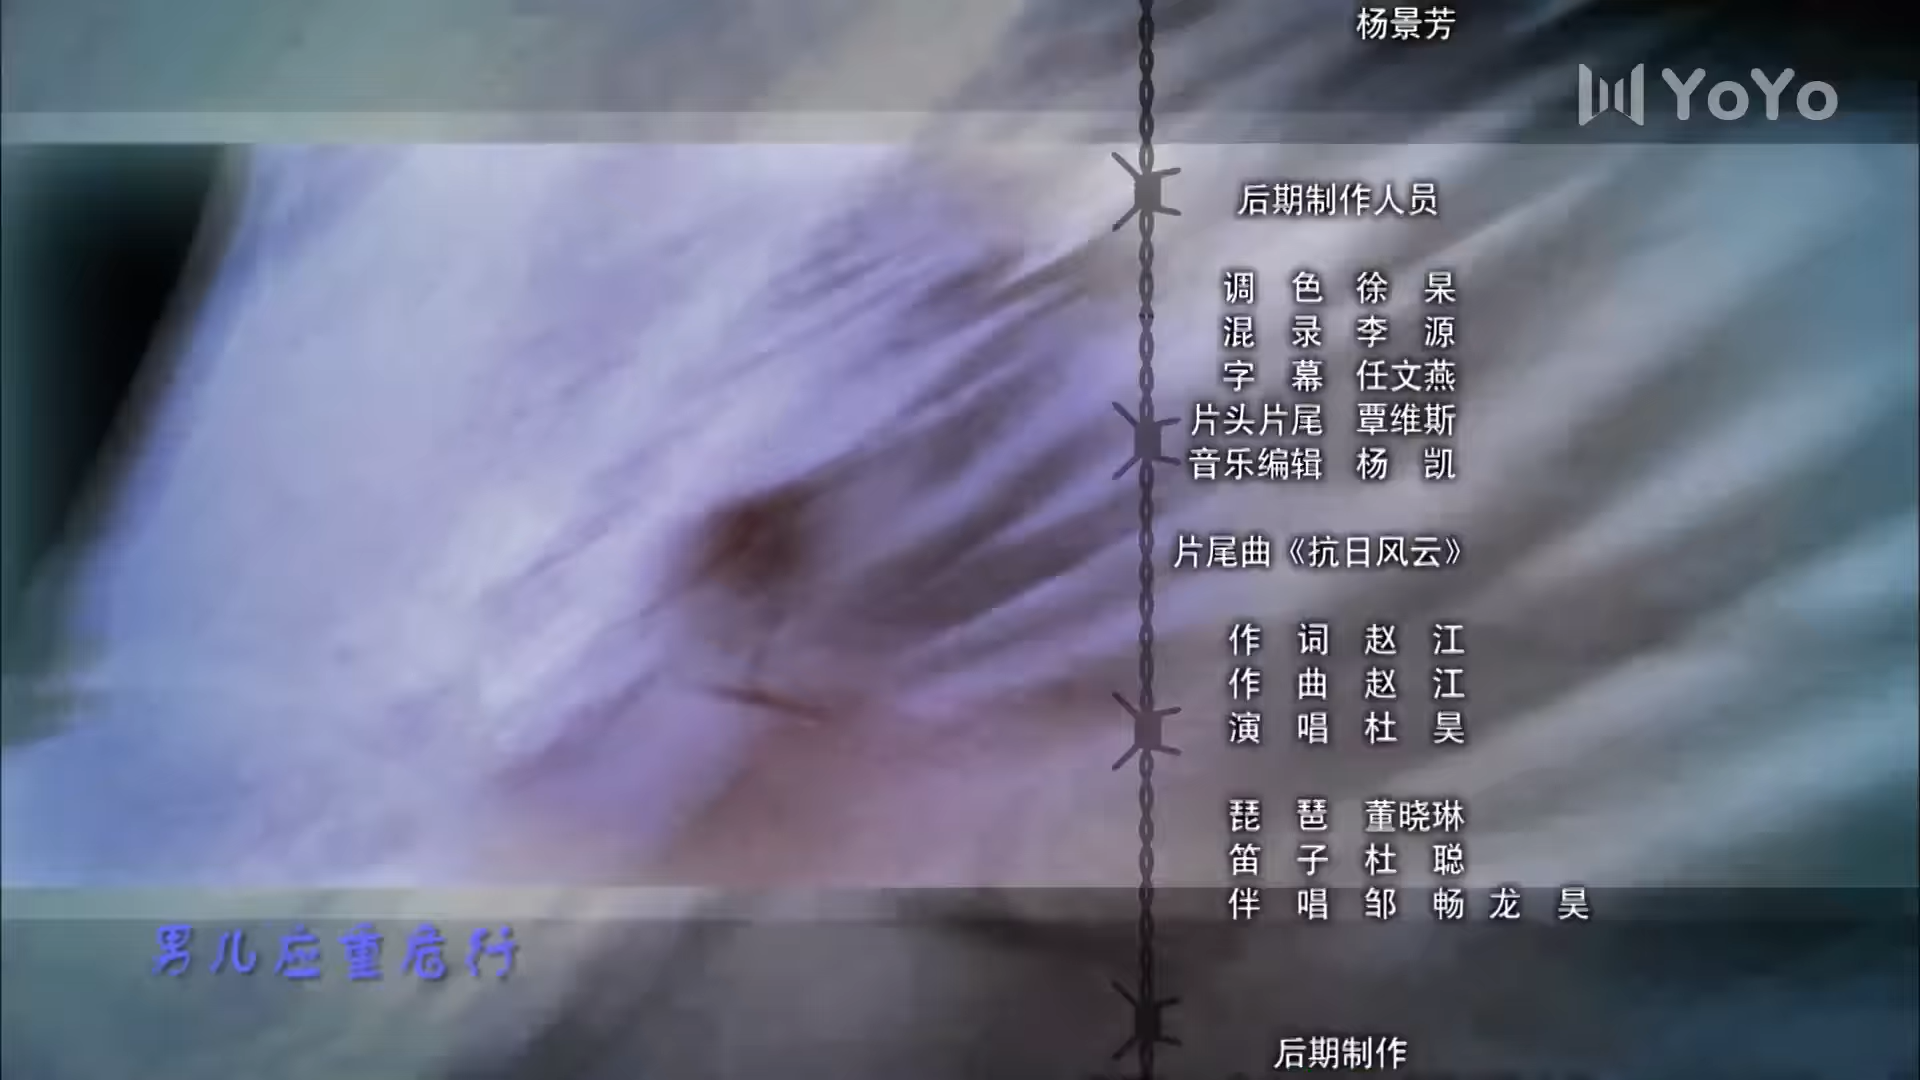 杨景芳
YoYo
后期制作人员
调 色 徐 杲
混 录 李 源
字 幕 任文燕
片头片尾 覃维斯
音乐编辑 杨 凯
片尾曲《抗日风云》
作 词 赵 江
作 曲 赵 江
演 唱 杜 昊
琵 琶 董晓琳
笛 子 杜 聪
伴 唱 邹 畅 龙 昊
男儿应重危行
后期制作